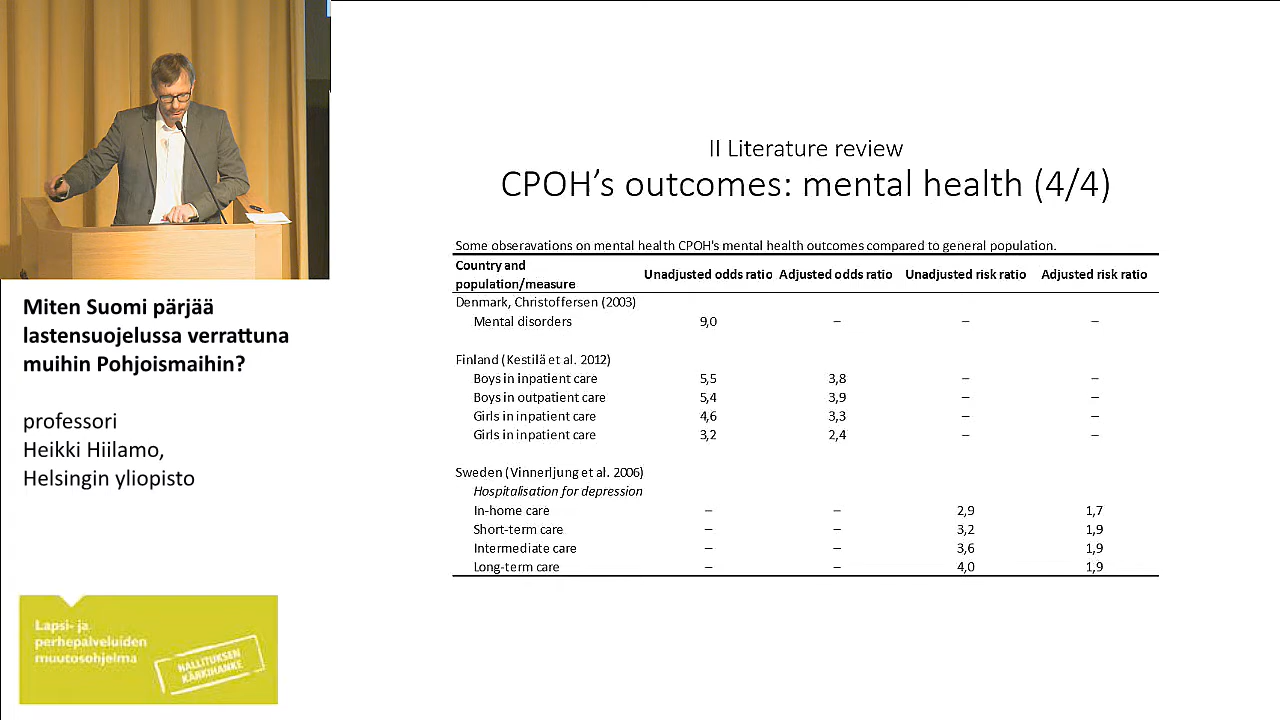 II Literature review
CPOH's outcomes: mental health (4/4)
Some obseravations on mental health CPOH's mental health outcomes compared to general population.
Country and population/measure Unadjusted odds ratio Adjusted odds ratio Unadjusted risk ratio Adjusted risk ratio
Denmark, Christoffersen (2003)
Mental disorders 9,0 – – –
Finland (Kestilä et al. 2012)
Boys in inpatient care 5,5 3,8 – –
Boys in outpatient care 5,4 3,9 – –
Girls in inpatient care 4,6 3,3 – –
Girls in inpatient care 3,2 2,4 – –
Sweden (Vinnerljung et al. 2006)
Hospitalisation for depression
In-home care – – 2,9 1,7
Short-term care – – 3,2 1,9
Intermediate care – – 3,6 1,9
Long-term care – – 4,0 1,9
Miten Suomi pärjää
lastensuojelussa verrattuna
muihin Pohjoismaihin?
professori
Heikki Hiilamo,
Helsingin yliopisto
Lapsi- ja
perhepalveluiden
muutosohjelma
HALLITUKSEN
KÄRKIHANKE